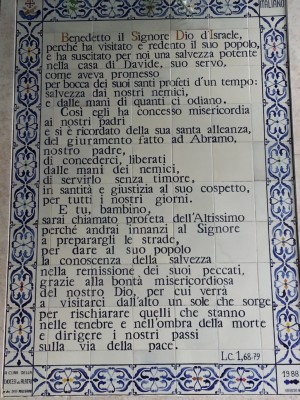 ITALIANO
Benedetto il Signore Dio d'Israele,
perché ha visitato e redento il suo popolo,
e ha suscitato per noi una salvezza potente
nella casa di Davide, suo servo,
come aveva promesso
per bocca dei suoi santi profeti d'un tempo:
salvezza dai nostri nemici,
e dalle mani di quanti ci odiano.
Così egli ha concesso misericordia
ai nostri padri
e si è ricordato della sua santa alleanza,
del giuramento fatto ad Abramo,
nostro padre,
di concederci, liberati
dalle mani dei nemici,
di servirlo senza timore,
in santità e giustizia al suo cospetto,
per tutti i nostri giorni.
E tu, bambino,
sarai chiamato profeta dell'Altissimo
perché andrai innanzi al Signore
a preparargli le strade,
per dare al suo popolo
la conoscenza della salvezza
nella remissione dei suoi peccati,
grazie alla bontà misericordiosa
del nostro Dio, per cui verrà
a visitarci dall'alto un sole che sorge,
per rischiarare quelli che stanno
nelle tenebre e nell'ombra della morte
e dirigere i nostri passi
sulla via della pace.
L.C. 1,68-79
A CURA DELLA
1988